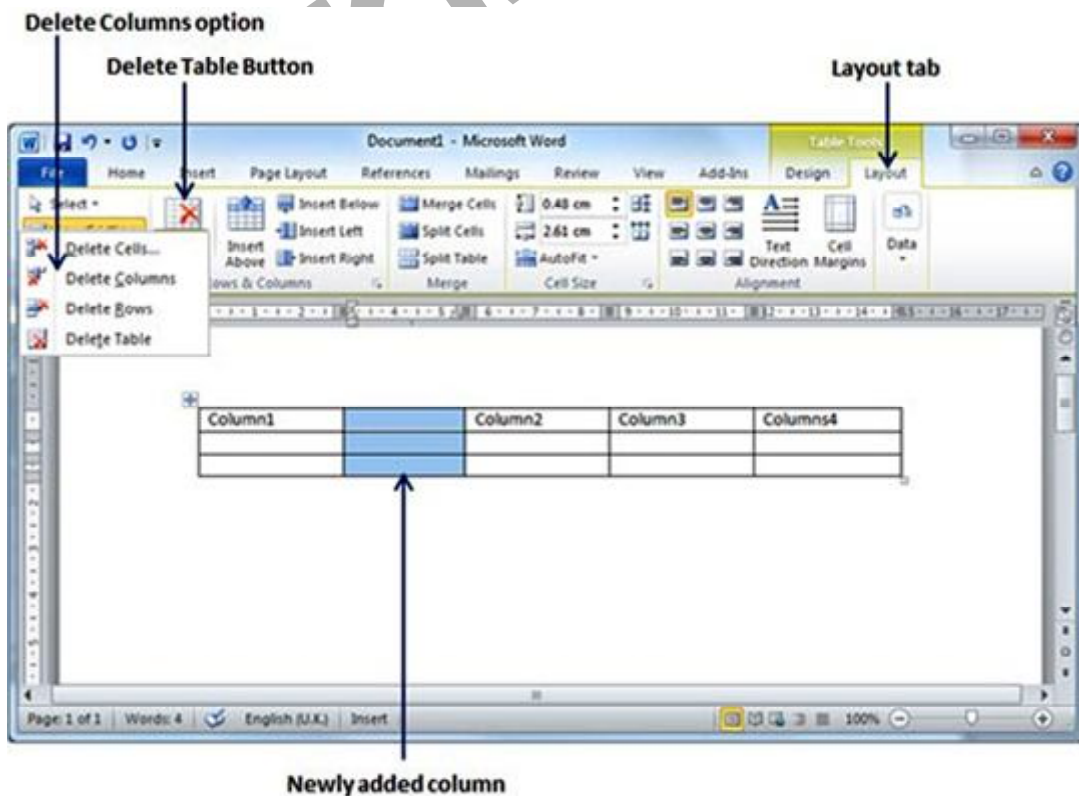 Delete Columns option
Delete Table Button
Layout tab
Document1 - Microsoft Word
Table Tools
File Home Insert Page Layout References Mailings Review View Add-Ins Design Layout
Select
Insert Above
Insert Below
Insert Left
Insert Right
Merge Cells
Split Cells
Split Table
0.48 cm
2.61 cm
AutoFit
Text Direction
Cell Margins
Data
Rows & Columns
Merge
Cell Size
Alignment
Delete Cells...
Delete Columns
Delete Rows
Delete Table
Column1 Column2 Column3 Columns4
Page: 1 of 1 Words: 4 English (U.K.) Insert 100%
Newly added column